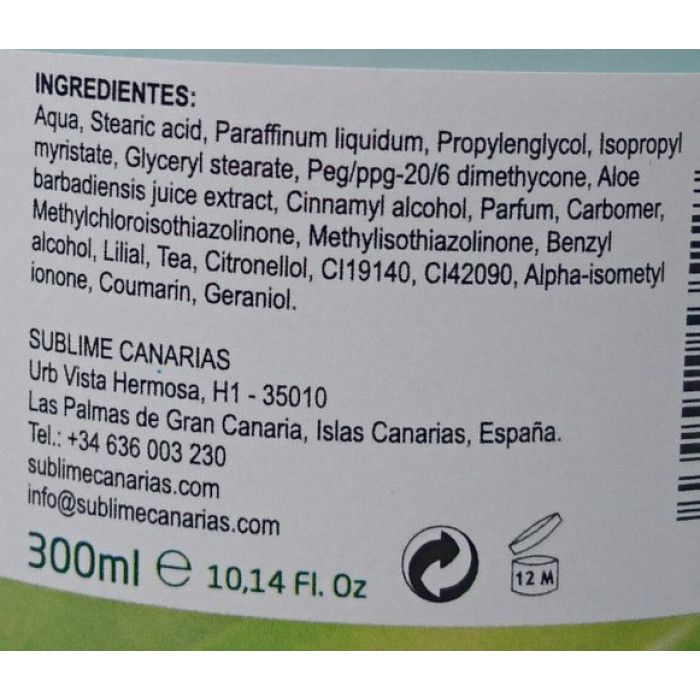 INGREDIENTES:
Aqua, Stearic acid, Paraffinum liquidum, Propylenglycol, Isopropyl
myristate, Glyceryl stearate, Peg/ppg-20/6 dimethycone, Aloe
barbadiensis juice extract, Cinnamyl alcohol, Parfum, Carbomer,
Methylchloroisothiazolinone, Methylisothiazolinone, Benzyl
alcohol, Lilial, Tea, Citronellol, CI19140, CI42090, Alpha-isometyl
ionone, Coumarin, Geraniol.
SUBLIME CANARIAS
Urb Vista Hermosa, H1 - 35010
Las Palmas de Gran Canaria, Islas Canarias, España.
Tel.: +34 636 003 230
sublimecanarias.com
info@sublimecanarias.com
300ml ℮ 10,14 Fl. Oz
12 M